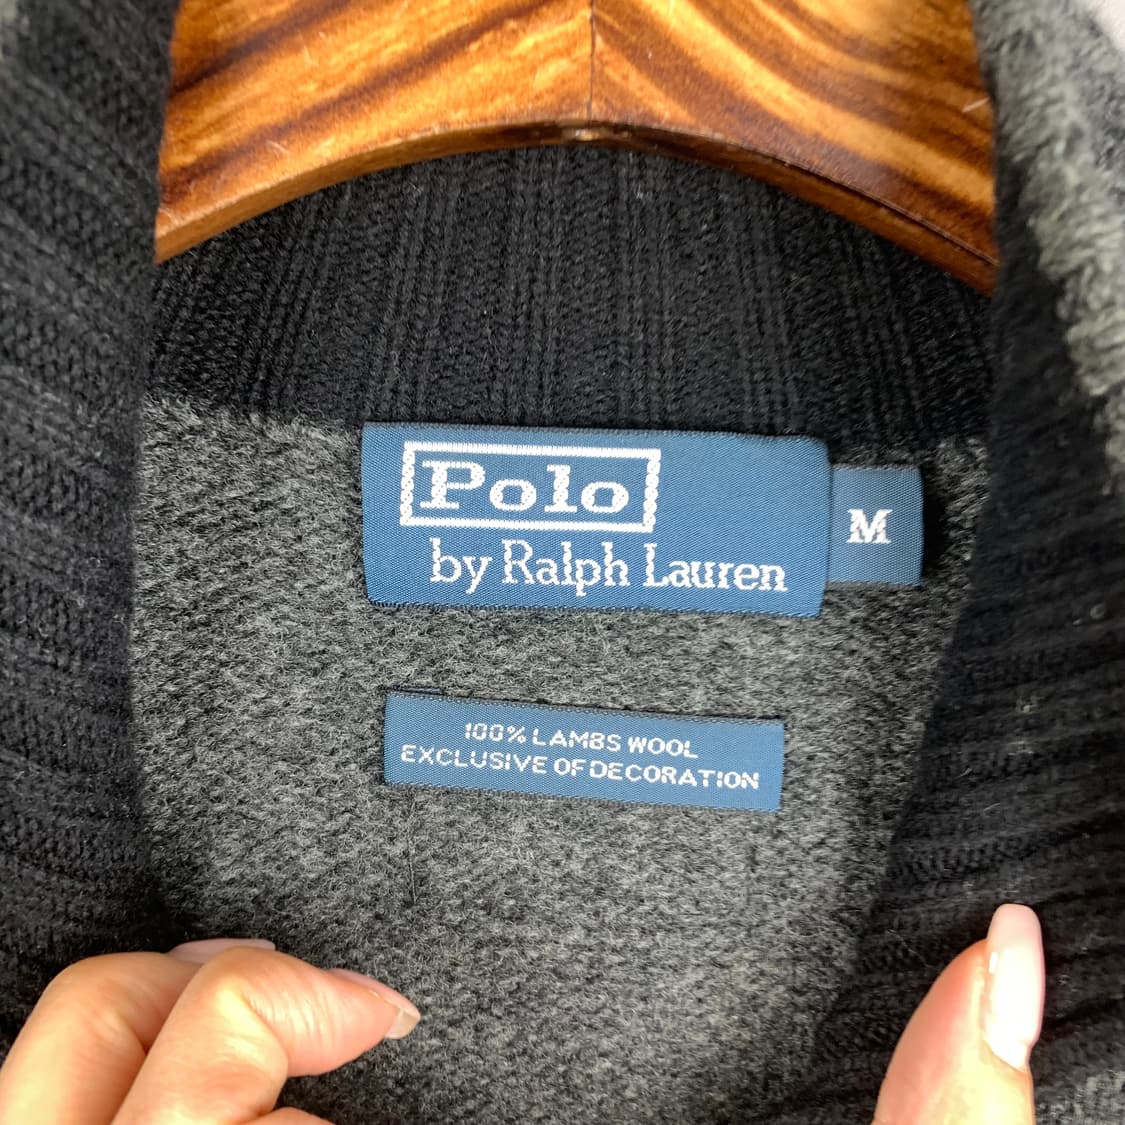 Polo
by Ralph Lauren
M
100% LAMBS WOOL
EXCLUSIVE OF DECORATION